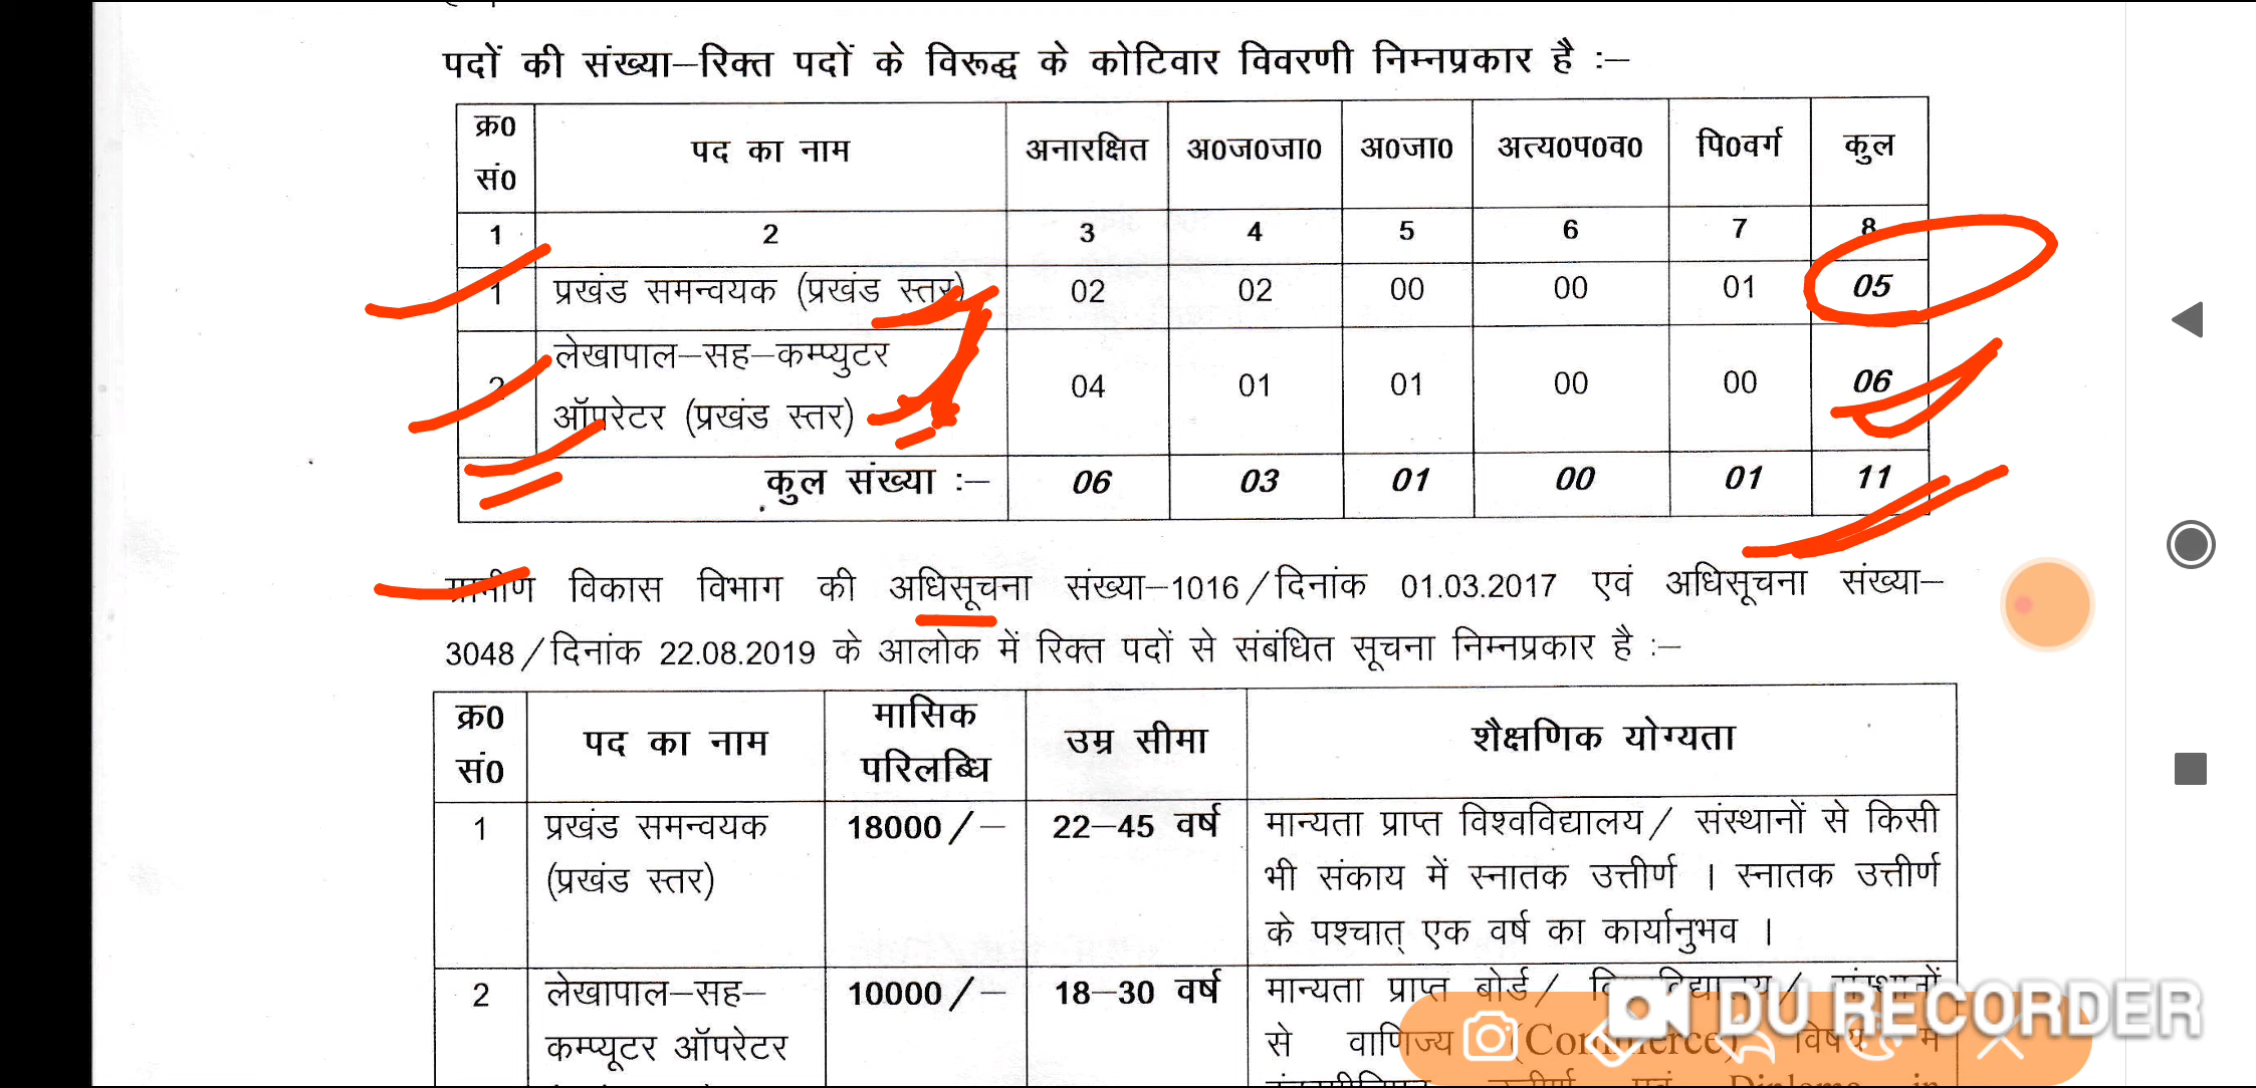 पदों की संख्या–रिक्त पदों के विरूद्ध के कोटिवार विवरणी निम्नप्रकार है :–
क्र0 सं0 पद का नाम अनारक्षित अ0ज0जा0 अ0जा0 अत्य0प0व0 पि0वर्ग कुल
1 2 3 4 5 6 7 8
1 प्रखंड समन्वयक (प्रखंड स्तर) 02 02 00 00 01 05
2 लेखापाल–सह–कम्प्युटर
ऑपरेटर (प्रखंड स्तर) 04 01 01 00 00 06
कुल संख्या :– 06 03 01 00 01 11
ग्रामीण विकास विभाग की अधिसूचना संख्या–1016/दिनांक 01.03.2017 एवं अधिसूचना संख्या–
3048/दिनांक 22.08.2019 के आलोक में रिक्त पदों से संबंधित सूचना निम्नप्रकार है :–
क्र0 सं0 पद का नाम मासिक परिलब्धि उम्र सीमा शैक्षणिक योग्यता
1 प्रखंड समन्वयक 18000/– 22–45 वर्ष मान्यता प्राप्त विश्वविद्यालय/ संस्थानों से किसी
(प्रखंड स्तर) भी संकाय में स्नातक उत्तीर्ण । स्नातक उत्तीर्ण
के पश्चात् एक वर्ष का कार्यानुभव ।
2 लेखापाल–सह– 10000/– 18–30 वर्ष मान्यता प्राप्त बोर्ड/ विश्वविद्यालय/ संस्थानों
कम्प्यूटर ऑपरेटर से वाणिज्य (Commerce) विषय में
DU RECORDER